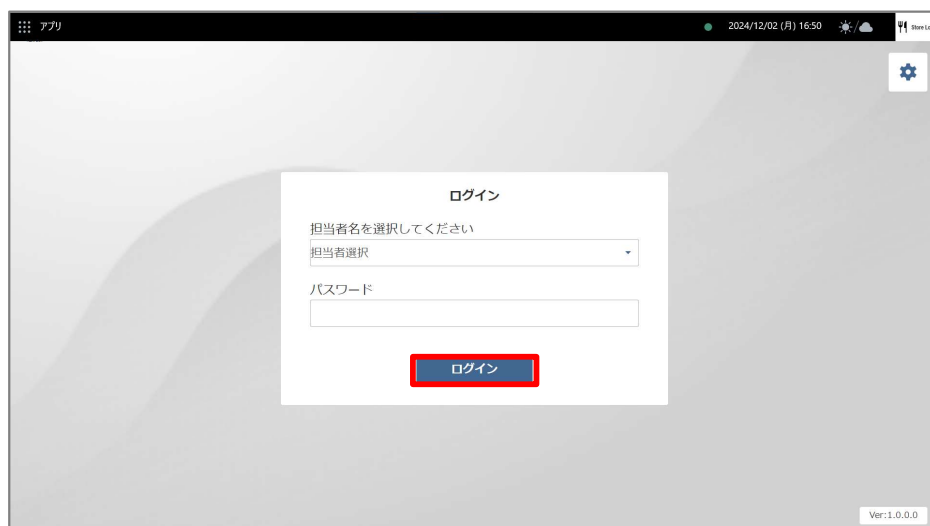 アプリ
2024/12/02 (月) 16:50
Store Lo
ログイン
担当者名を選択してください
担当者選択
パスワード
ログイン
Ver:1.0.0.0